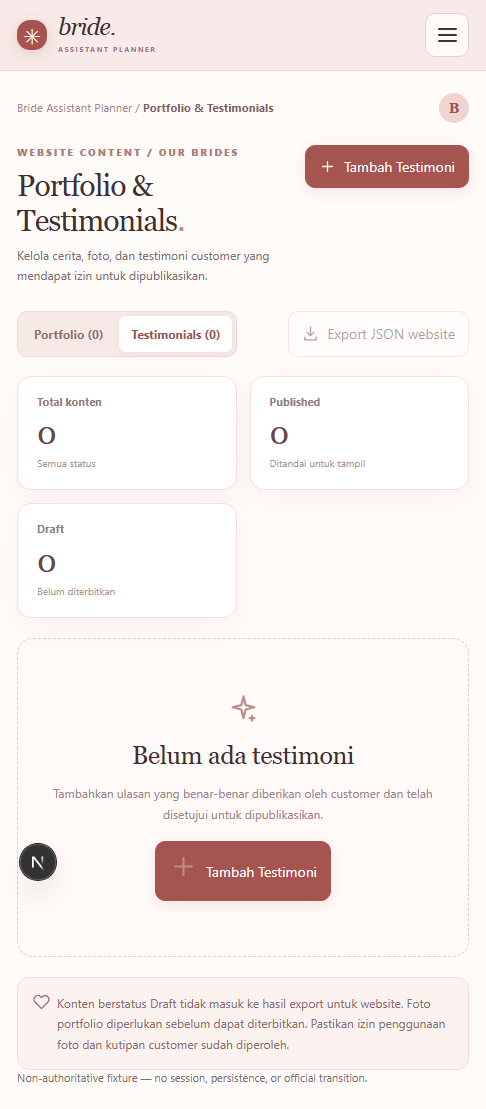 bride.
ASSISTANT PLANNER
Bride Assistant Planner / Portfolio & Testimonials
B
WEBSITE CONTENT / OUR BRIDES
Portfolio &
Testimonials.
Kelola cerita, foto, dan testimoni customer yang
mendapat izin untuk dipublikasikan.
Tambah Testimoni
Portfolio (0)
Testimonials (0)
Export JSON website
Total konten
0
Semua status
Published
0
Ditandai untuk tampil
Draft
0
Belum diterbitkan
Belum ada testimoni
Tambahkan ulasan yang benar-benar diberikan oleh customer dan telah
disetujui untuk dipublikasikan.
Tambah Testimoni
N
Konten berstatus Draft tidak masuk ke hasil export untuk website. Foto
portfolio diperlukan sebelum dapat diterbitkan. Pastikan izin penggunaan
foto dan kutipan customer sudah diperoleh.
Non-authoritative fixture — no session, persistence, or official transition.